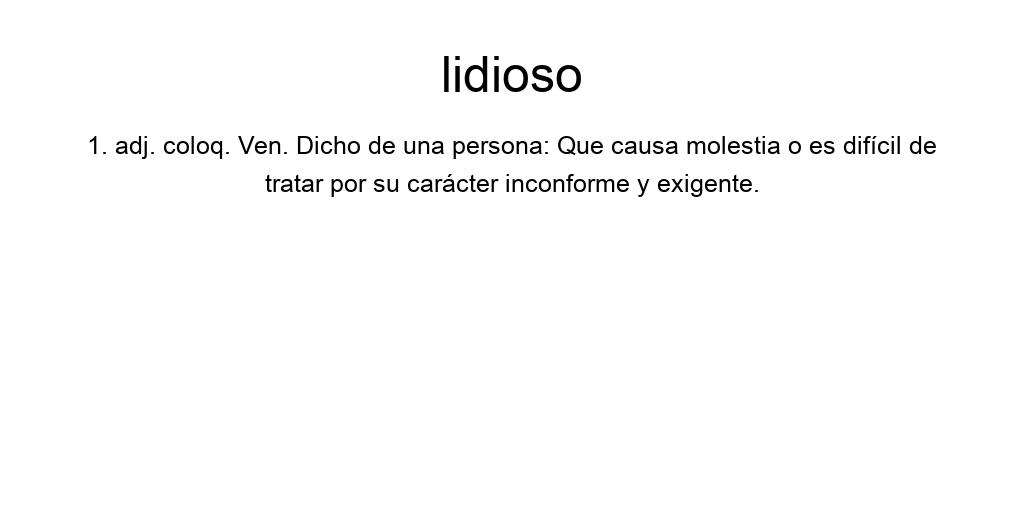 lidioso
1. adj. coloq. Ven. Dicho de una persona: Que causa molestia o es difícil de
tratar por su carácter inconforme y exigente.